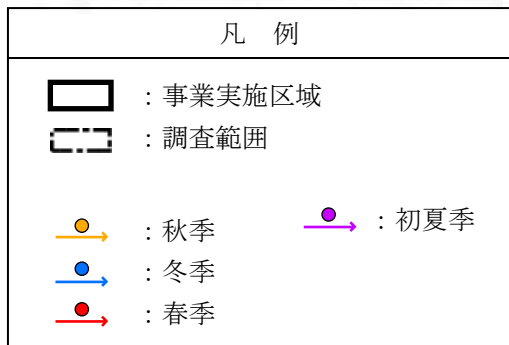 凡 例
：事業実施区域
：調査範囲
：秋季
：初夏季
：冬季
：春季